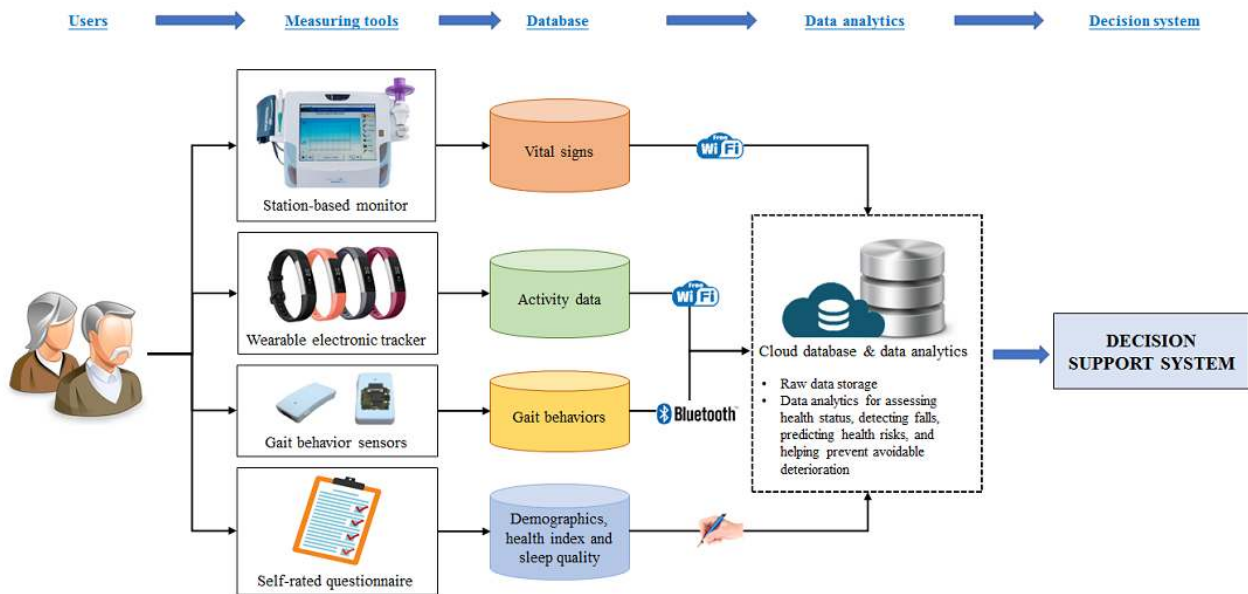 Users
Measuring tools
Database
Data analytics
Decision system
Station-based monitor
Vital signs
Free
WiFi
Wearable electronic tracker
Activity data
Free
WiFi
Gait behavior sensors
Gait behaviors
Bluetooth™
Self-rated questionnaire
Demographics,
health index and
sleep quality
Cloud database & data analytics
• Raw data storage
• Data analytics for assessing
health status, detecting falls,
predicting health risks, and
helping prevent avoidable
deterioration
DECISION
SUPPORT SYSTEM